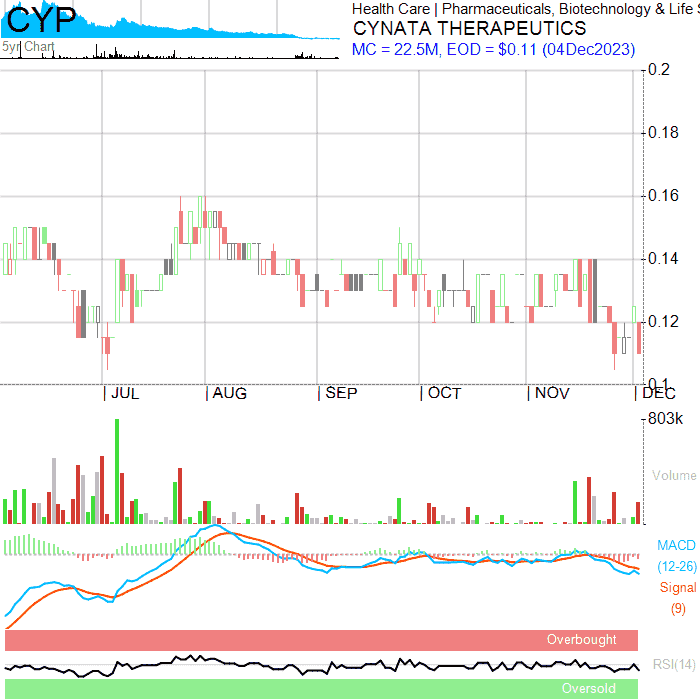 CYP
5yr Chart
Health Care | Pharmaceuticals, Biotechnology & Life S
CYNATA THERAPEUTICS
MC = 22.5M, EOD = $0.11 (04Dec2023)
0.2
0.18
0.16
0.14
0.12
0.1
JUL AUG SEP OCT NOV DEC
803k
Volume
MACD
(12-26)
Signal
(9)
Overbought
RSI(14)
Oversold